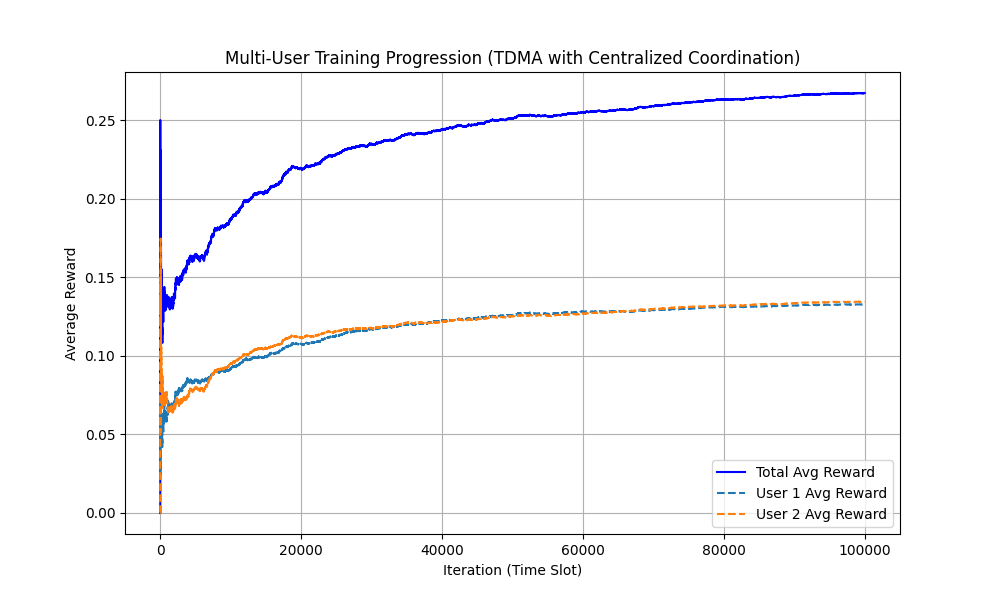 Multi-User Training Progression (TDMA with Centralized Coordination)
Average Reward
0.25
0.20
0.15
0.10
0.05
0.00
0 20000 40000 60000 80000 100000
Iteration (Time Slot)
Total Avg Reward
User 1 Avg Reward
User 2 Avg Reward